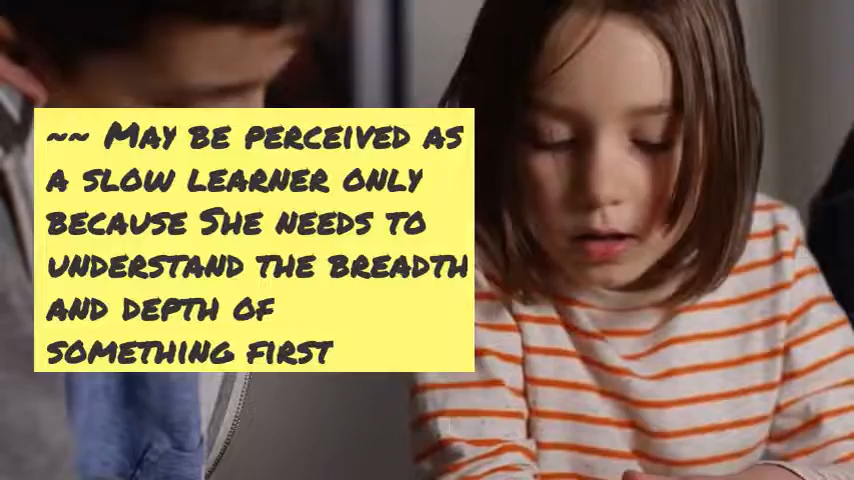 ~~ May be perceived as
a slow learner only
because She needs to
understand the breadth
and depth of
something first